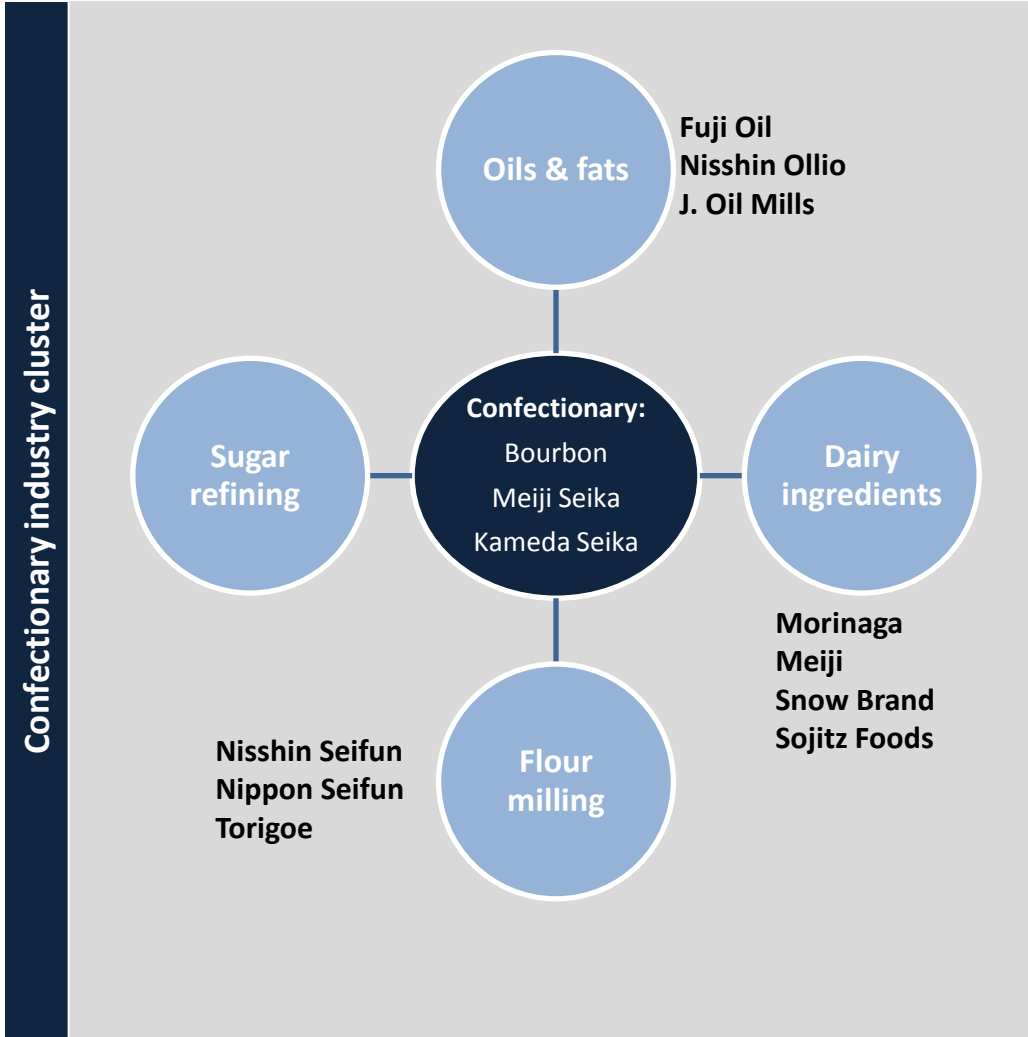 Confectionary industry cluster
Oils & fats
Fuji Oil
Nisshin Ollio
J. Oil Mills
Sugar
refining
Confectionary:
Bourbon
Meiji Seika
Kameda Seika
Dairy
ingredients
Morinaga
Meiji
Snow Brand
Sojitz Foods
Nisshin Seifun
Nippon Seifun
Torigoe
Flour
milling